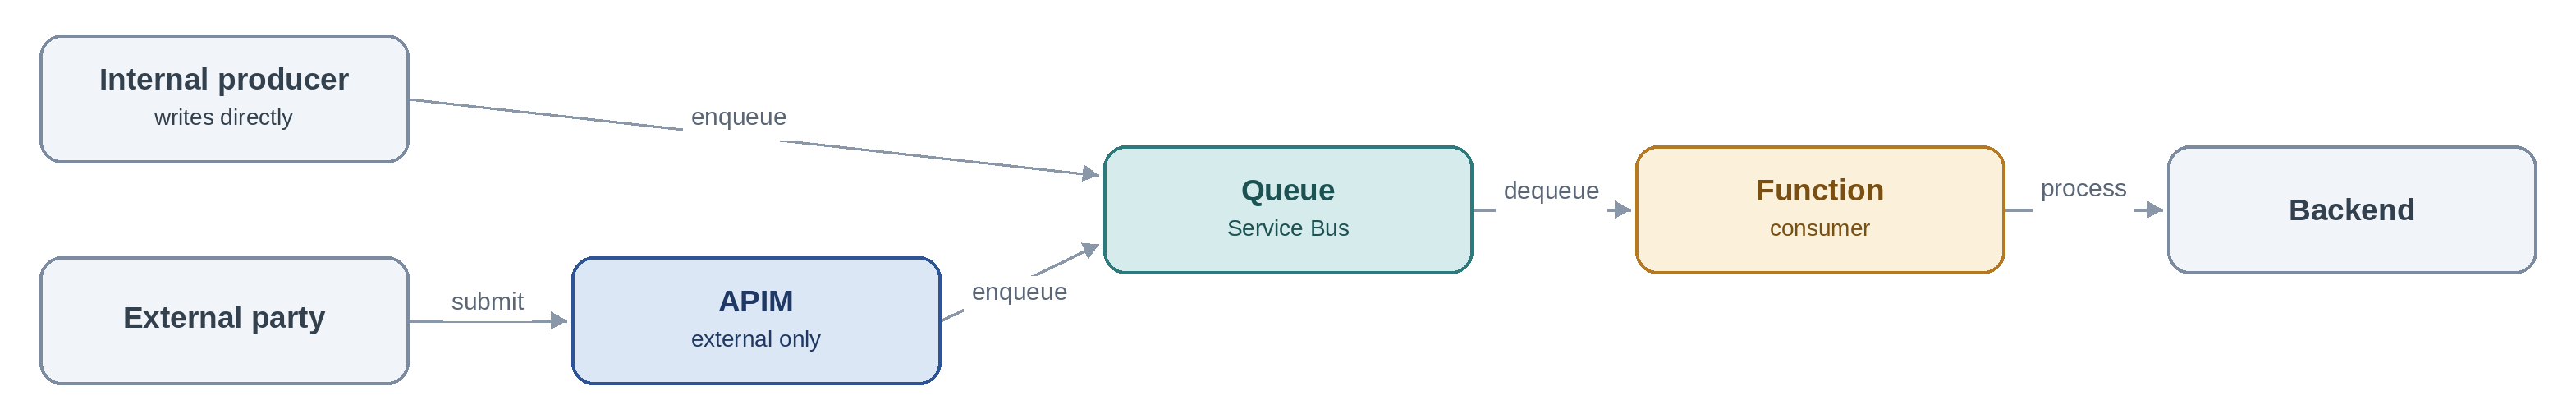 Internal producer
writes directly
enqueue
External party
submit
APIM
external only
enqueue
Queue
Service Bus
dequeue
Function
consumer
process
Backend